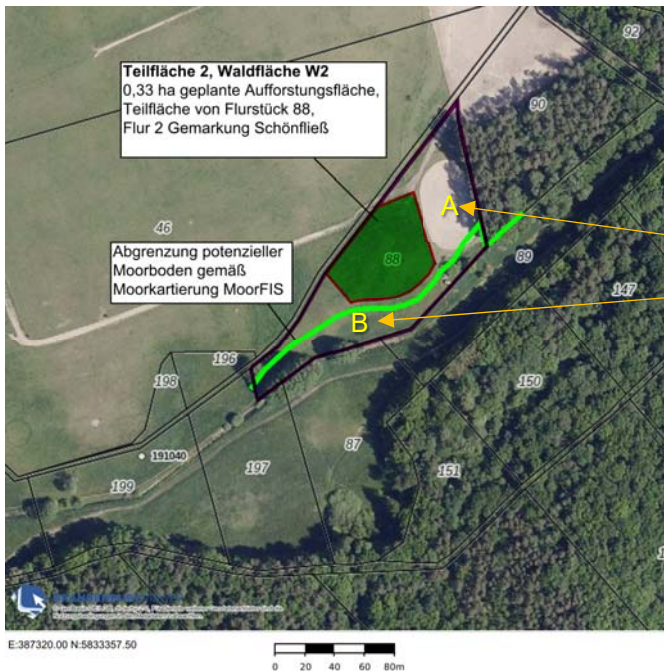 Teilfläche 2, Waldfläche W2
0,33 ha geplante Aufforstungsfläche,
Teilfläche von Flurstück 88,
Flur 2 Gemarkung Schönfließ
92
90
46
A
88
89
Abgrenzung potenzieller
Moorboden gemäß
Moorkartierung MoorFIS
147
B
196
198
150
87
191040
151
197
199
E:387320.00 N:5833357.50
0 20 40 60 80m